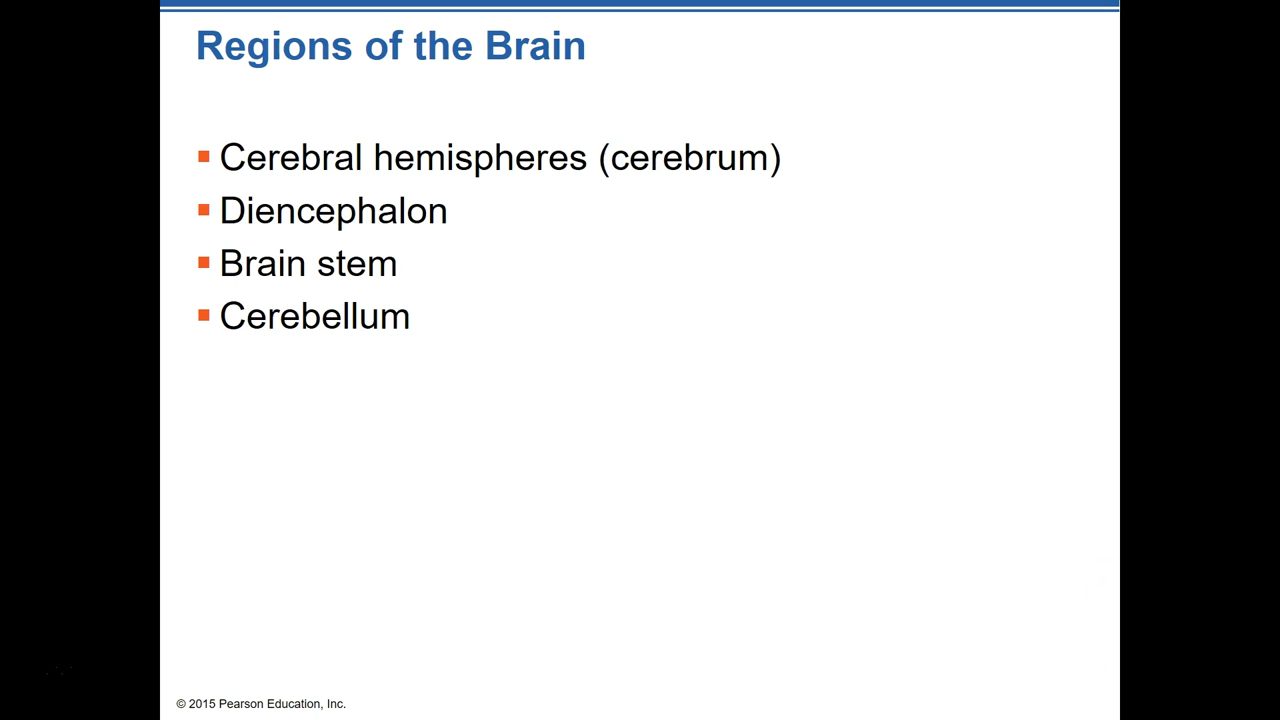 Regions of the Brain
Cerebral hemispheres (cerebrum)
Diencephalon
Brain stem
Cerebellum
© 2015 Pearson Education, Inc.